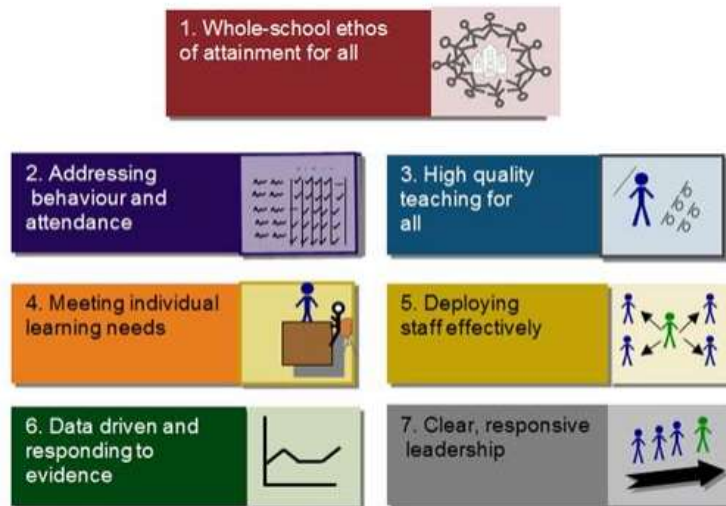 1. Whole-school ethos
of attainment for all
2. Addressing
behaviour and
attendance
3. High quality
teaching for
all
4. Meeting individual
learning needs
5. Deploying
staff effectively
6. Data driven and
responding to
evidence
7. Clear, responsive
leadership